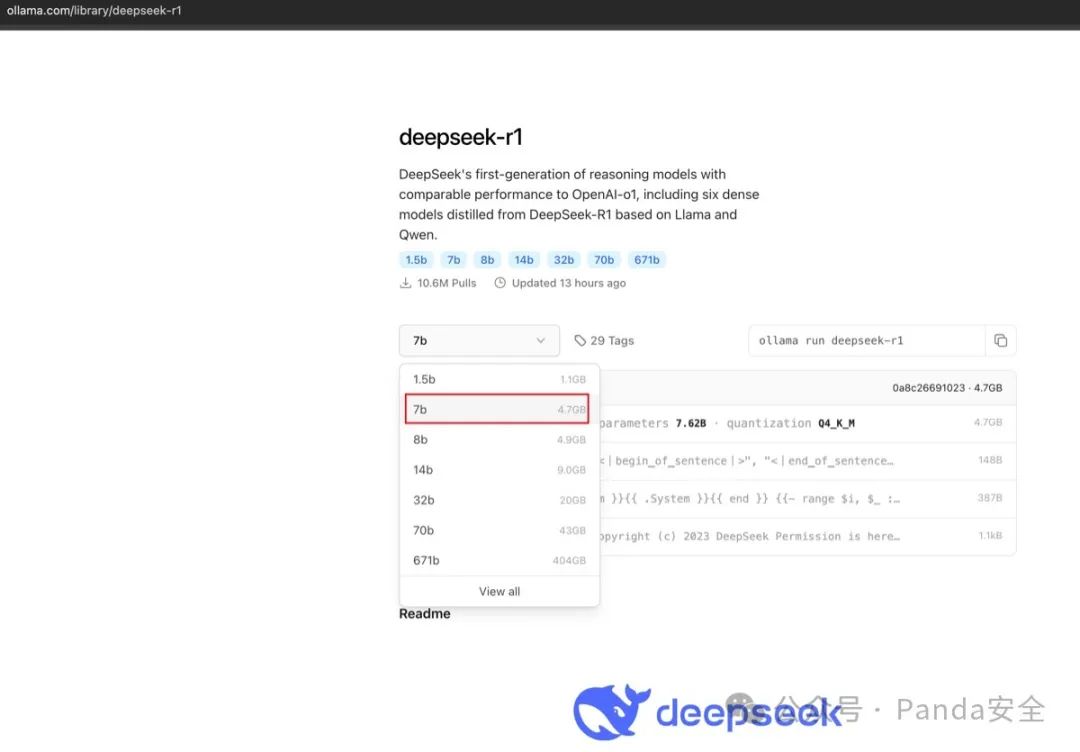 ollama.com/library/deepseek-r1
deepseek-r1
DeepSeek's first-generation of reasoning models with
comparable performance to OpenAI-o1, including six dense
models distilled from DeepSeek-R1 based on Llama and
Qwen.
1.5b 7b 8b 14b 32b 70b 671b
10.6M Pulls Updated 13 hours ago
7b 29 Tags ollama run deepseek-r1
1.5b 1.1GB
0a8c26691023 · 4.7GB
7b 4.7GB
parameters 7.62B · quantization Q4_K_M 4.7GB
8b 4.9GB
<|begin_of_sentence|>", "<|end_of_sentence… 148B
14b 9.0GB
32b 20GB
}}{{ .System }}{{ end }} {{- range $i, $_ :… 387B
70b 43GB
opyright (c) 2023 DeepSeek Permission is here… 1.1kB
671b 404GB
View all
Readme
deepseek
公众号 · Panda安全